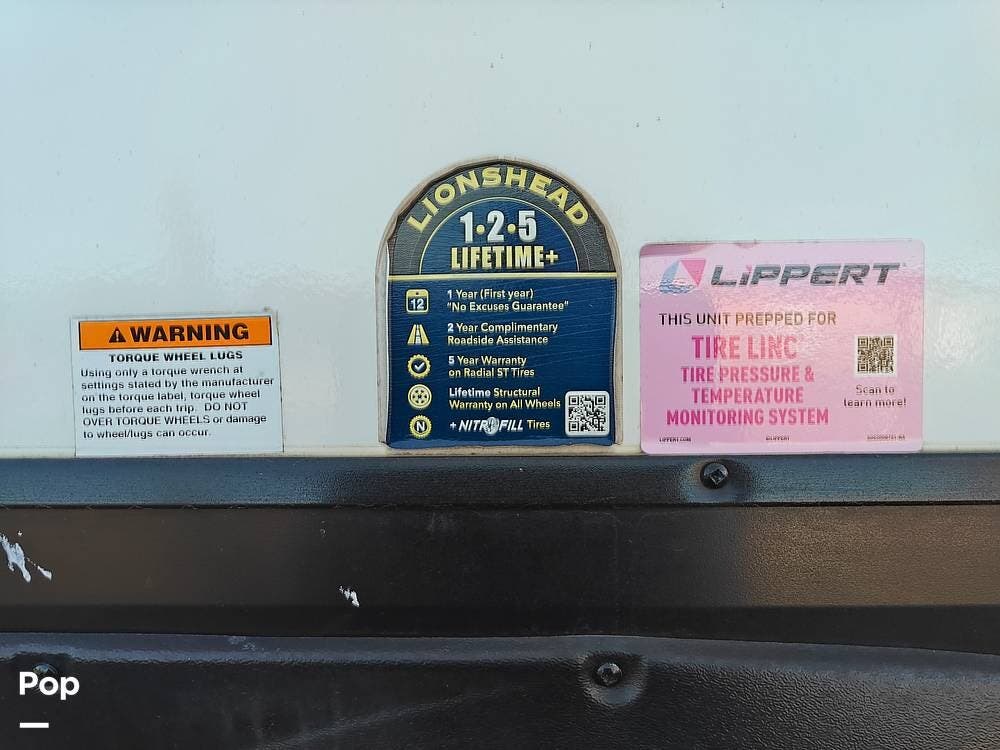 WARNING
TORQUE WHEEL LUGS
Using only a torque wrench at
settings stated by the manufacturer
on the torque label, torque wheel
lugs before each trip. DO NOT
OVER TORQUE WHEELS or damage
to wheel/lugs can occur.
LIONSHEAD
1•2•5
LIFETIME+
12
1 Year (First year)
"No Excuses Guarantee"
2 Year Complimentary
Roadside Assistance
5 Year Warranty
on Radial ST Tires
Lifetime Structural
Warranty on All Wheels
N
+ NITROFILL Tires
LIPPERT
THIS UNIT PREPPED FOR
TIRE LINC
TIRE PRESSURE &
TEMPERATURE
MONITORING SYSTEM
Scan to
learn more!
LIPPERT.COM
@LIPPERT
Pop